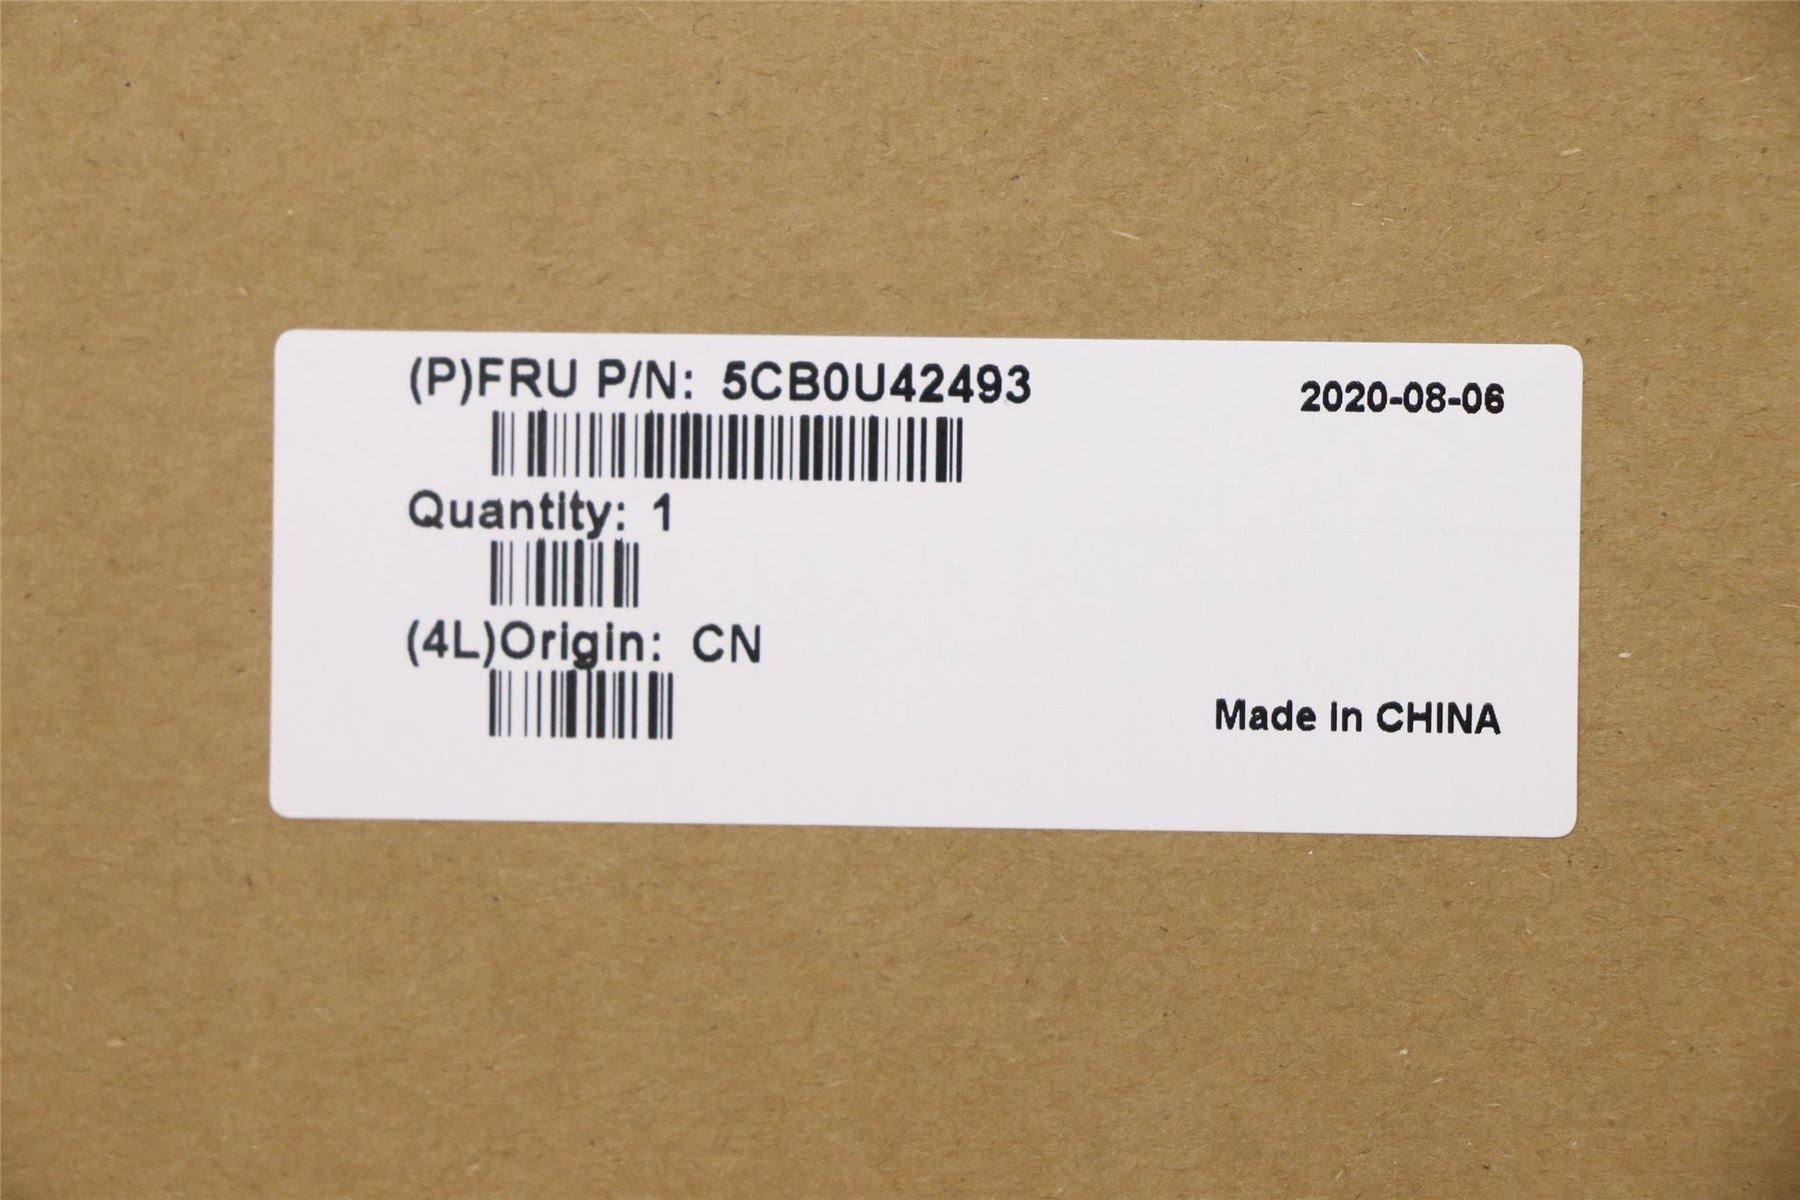 (P)FRU P/N: 5CB0U42493
2020-08-06
Quantity: 1
(4L)Origin: CN
Made In CHINA